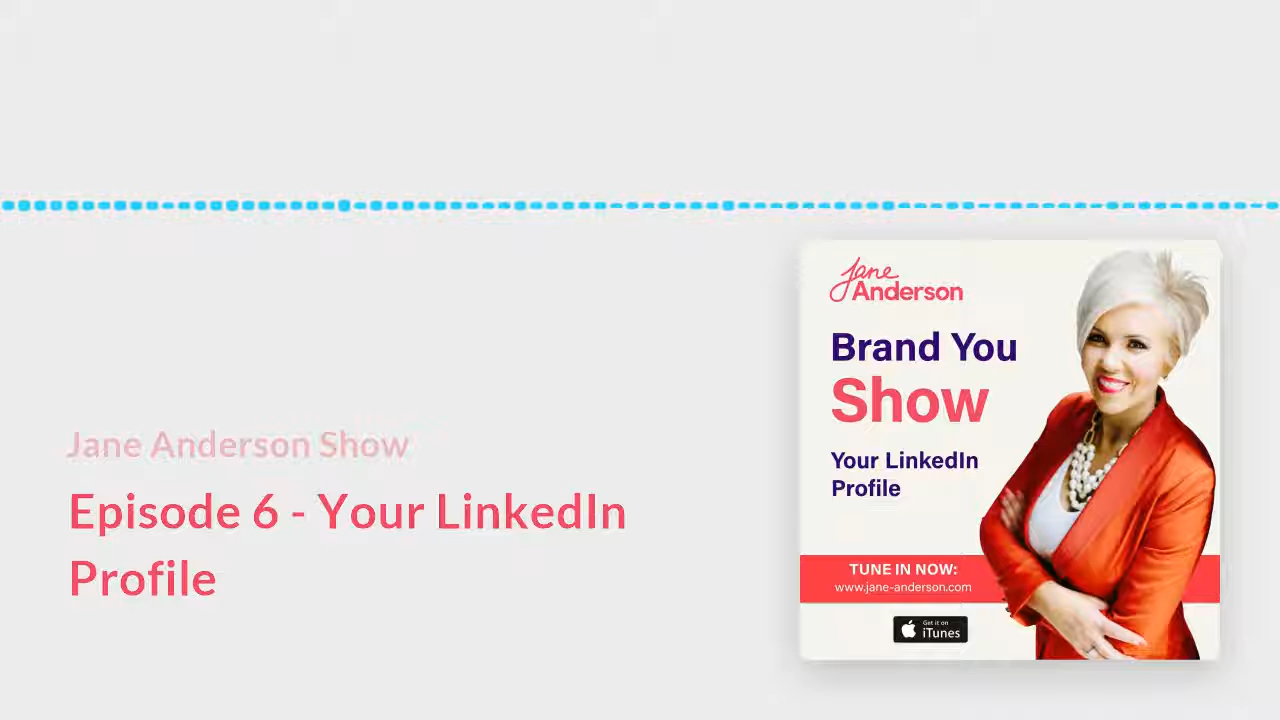 Jane Anderson Show
Episode 6 - Your LinkedIn
Profile
Jane
Anderson
Brand You
Show
Your LinkedIn
Profile
TUNE IN NOW:
www.jane-anderson.com
Get it on
iTunes